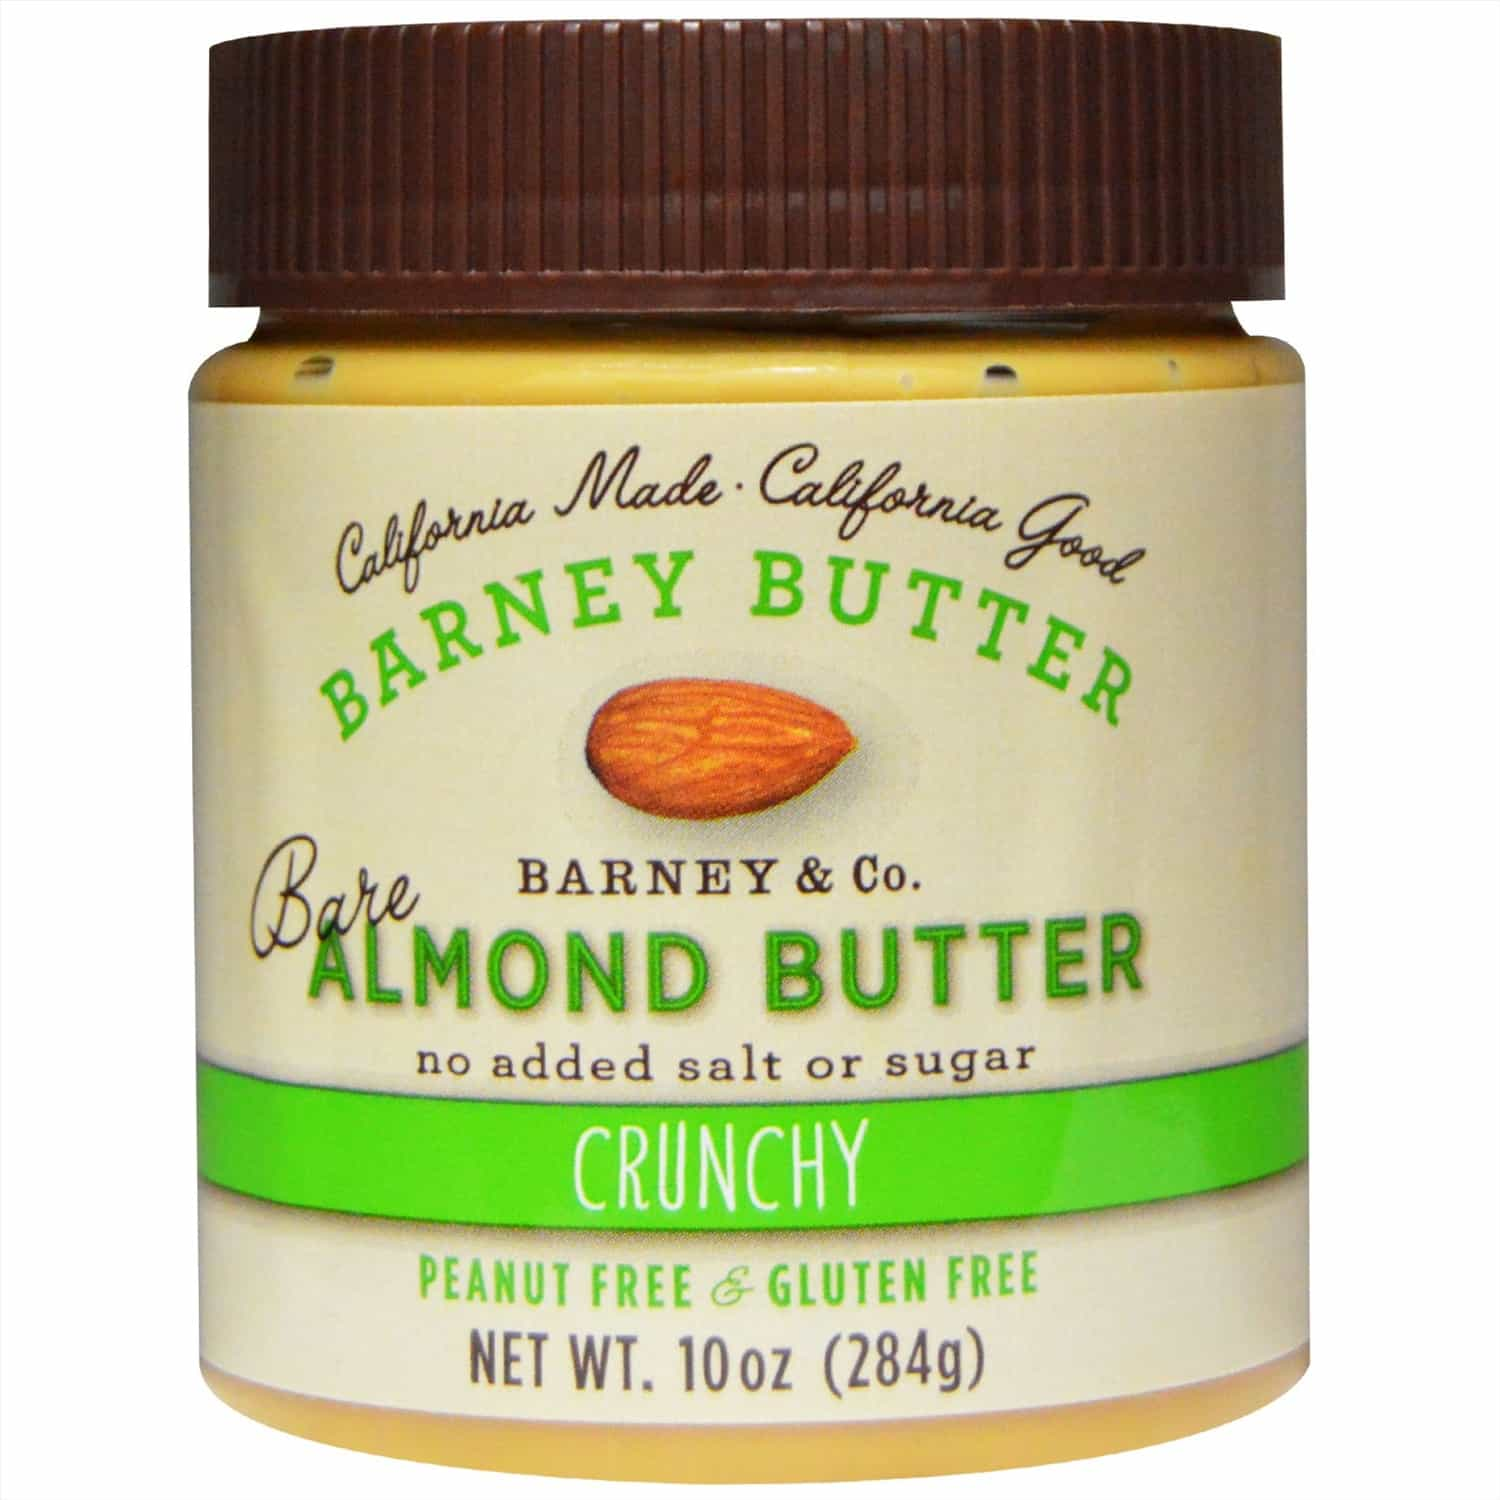 California Made · California Good
BARNEY BUTTER
BARNEY & Co.
Bare
ALMOND BUTTER
no added salt or sugar
CRUNCHY
PEANUT FREE & GLUTEN FREE
NET WT. 10 oz (284g)